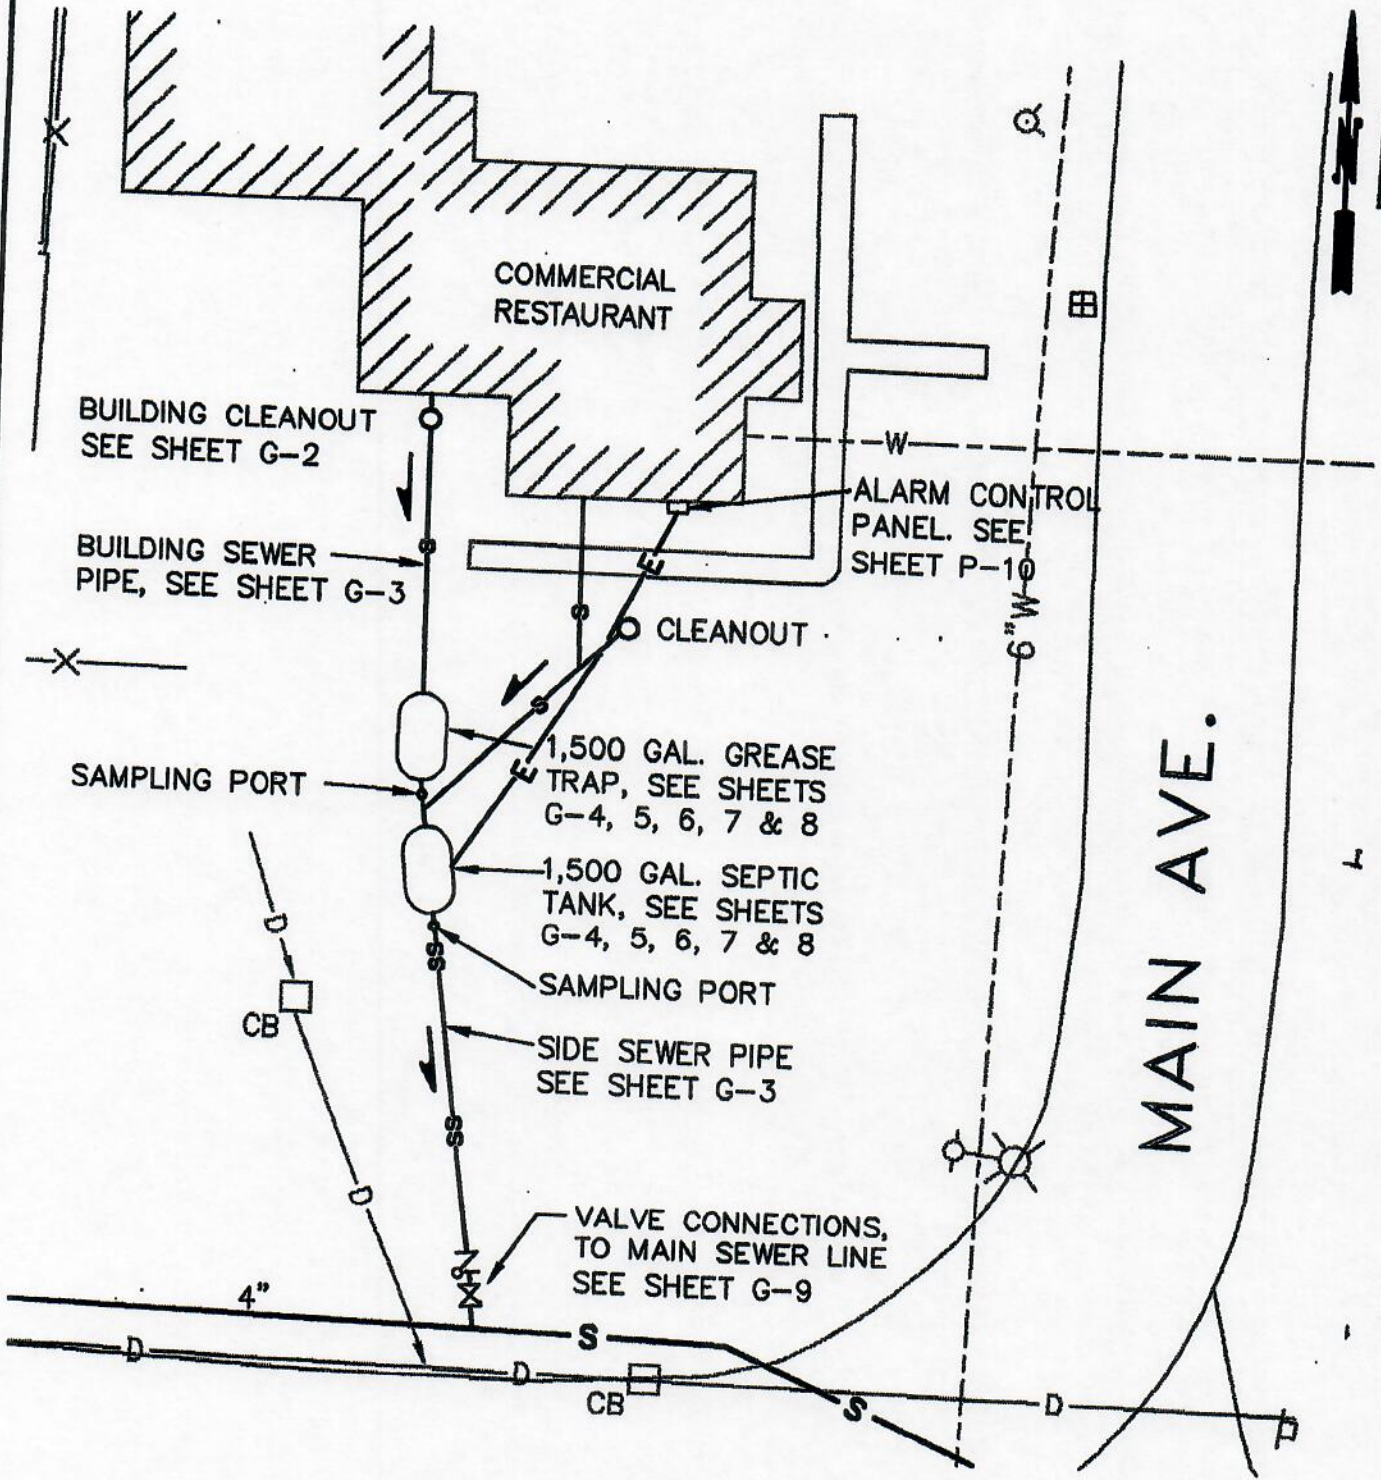 N
COMMERCIAL
RESTAURANT
BUILDING CLEANOUT
SEE SHEET G-2
W
ALARM CONTROL
PANEL. SEE
SHEET P-10
BUILDING SEWER
PIPE, SEE SHEET G-3
S
E
S
CLEANOUT
6"W
S
1,500 GAL. GREASE
TRAP, SEE SHEETS
G-4, 5, 6, 7 & 8
E
SAMPLING PORT
1,500 GAL. SEPTIC
TANK, SEE SHEETS
G-4, 5, 6, 7 & 8
MAIN AVE.
D
SS
SAMPLING PORT
CB
SIDE SEWER PIPE
SEE SHEET G-3
SS
D
VALVE CONNECTIONS,
TO MAIN SEWER LINE
SEE SHEET G-9
4"
S
D
D
CB
S
D